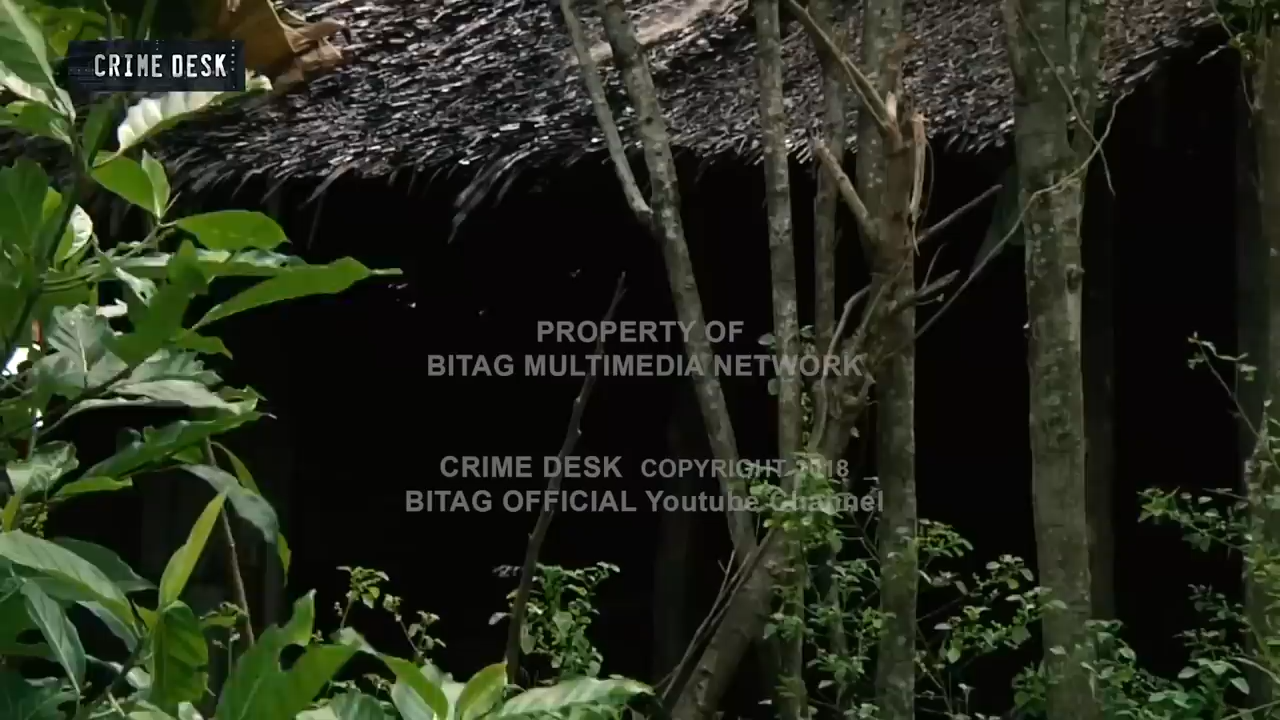 CRIME DESK
PROPERTY OF
BITAG MULTIMEDIA NETWORK
CRIME DESK COPYRIGHT 2018
BITAG OFFICIAL Youtube Channel